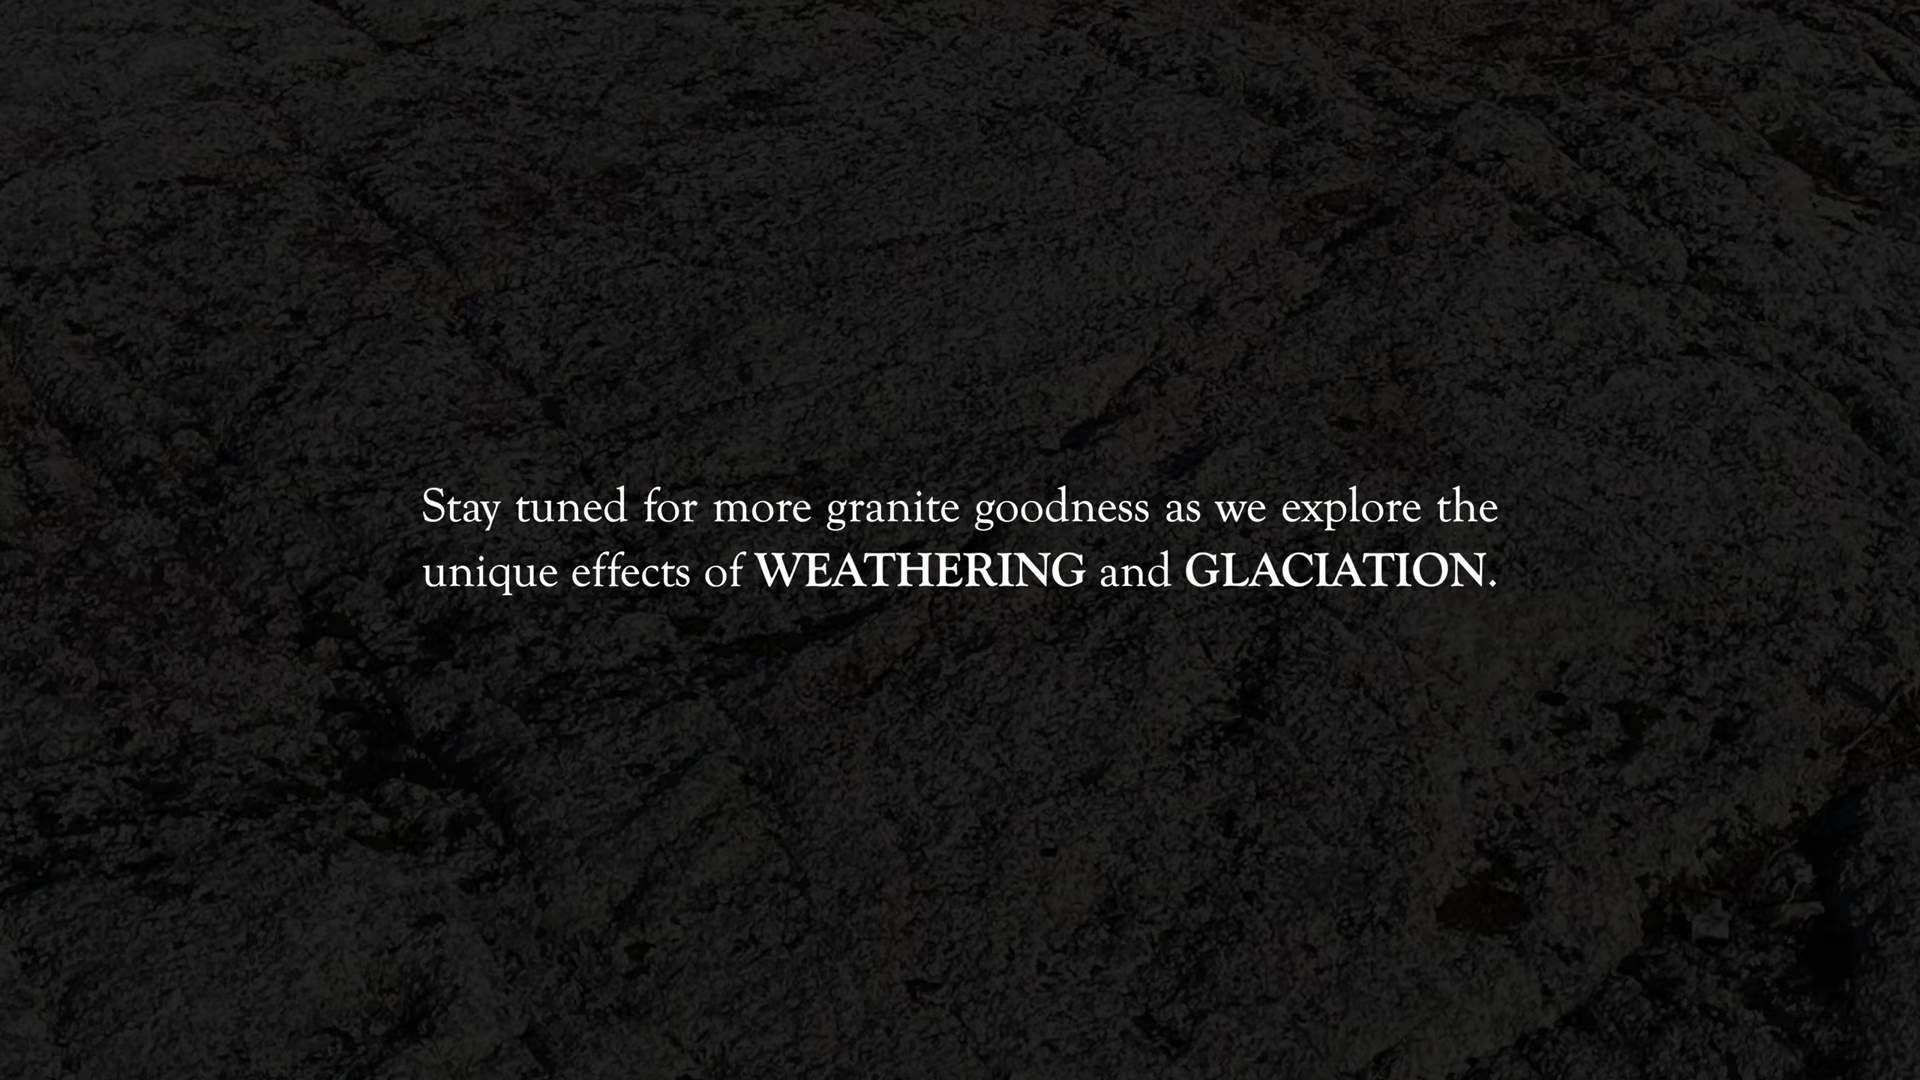 Stay tuned for more granite goodness as we explore the
unique effects of WEATHERING and GLACIATION.